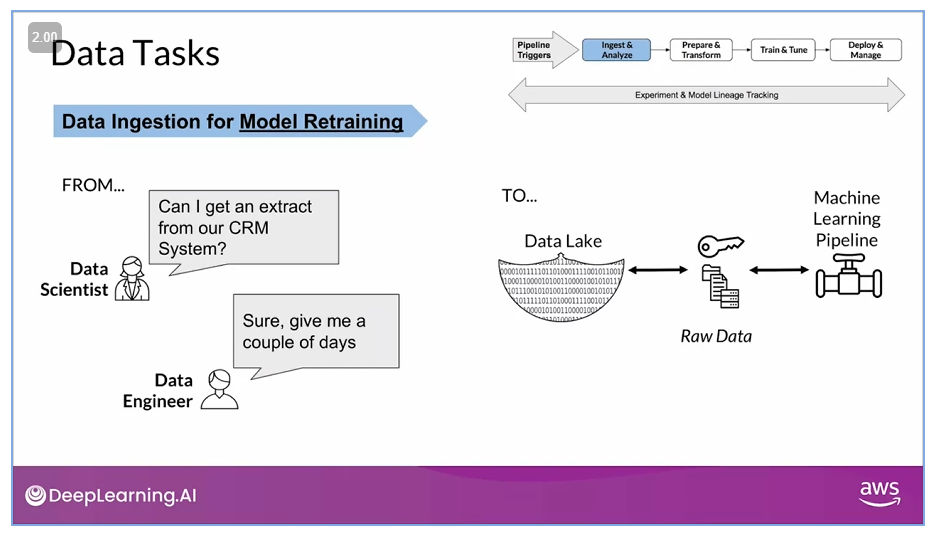 2.00
Data Tasks
Pipeline
Triggers
Ingest &
Analyze
Prepare &
Transform
Train & Tune
Deploy &
Manage
Experiment & Model Lineage Tracking
Data Ingestion for Model Retraining
FROM...
Can I get an extract
from our CRM
System?
Data
Scientist
Sure, give me a
couple of days
Data
Engineer
TO...
Data Lake
Raw Data
Machine
Learning
Pipeline
DeepLearning.AI
aws